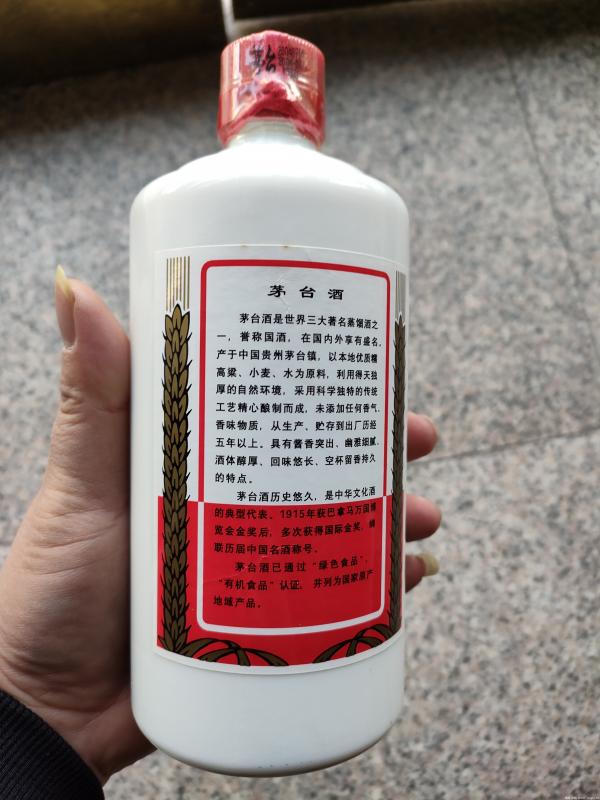 茅台
茅台酒
茅台酒是世界三大著名蒸馏酒之
一，誉称国酒，在国内外享有盛名。
产于中国贵州茅台镇，以本地优质糯
高粱、小麦、水为原料，利用得天独
厚的自然环境，采用科学独特的传统
工艺精心酿制而成，未添加任何香气、
香味物质，从生产、贮存到出厂历经
五年以上。具有酱香突出、幽雅细腻、
酒体醇厚、回味悠长、空杯留香持久
的特点。
茅台酒历史悠久，是中华文化酒
的典型代表。1915年获巴拿马万国博
览会金奖后，多次获得国际金奖，蝉
联历届中国名酒称号。
茅台酒已通过“绿色食品”、
“有机食品”认证，并列为国家原产
地域产品。